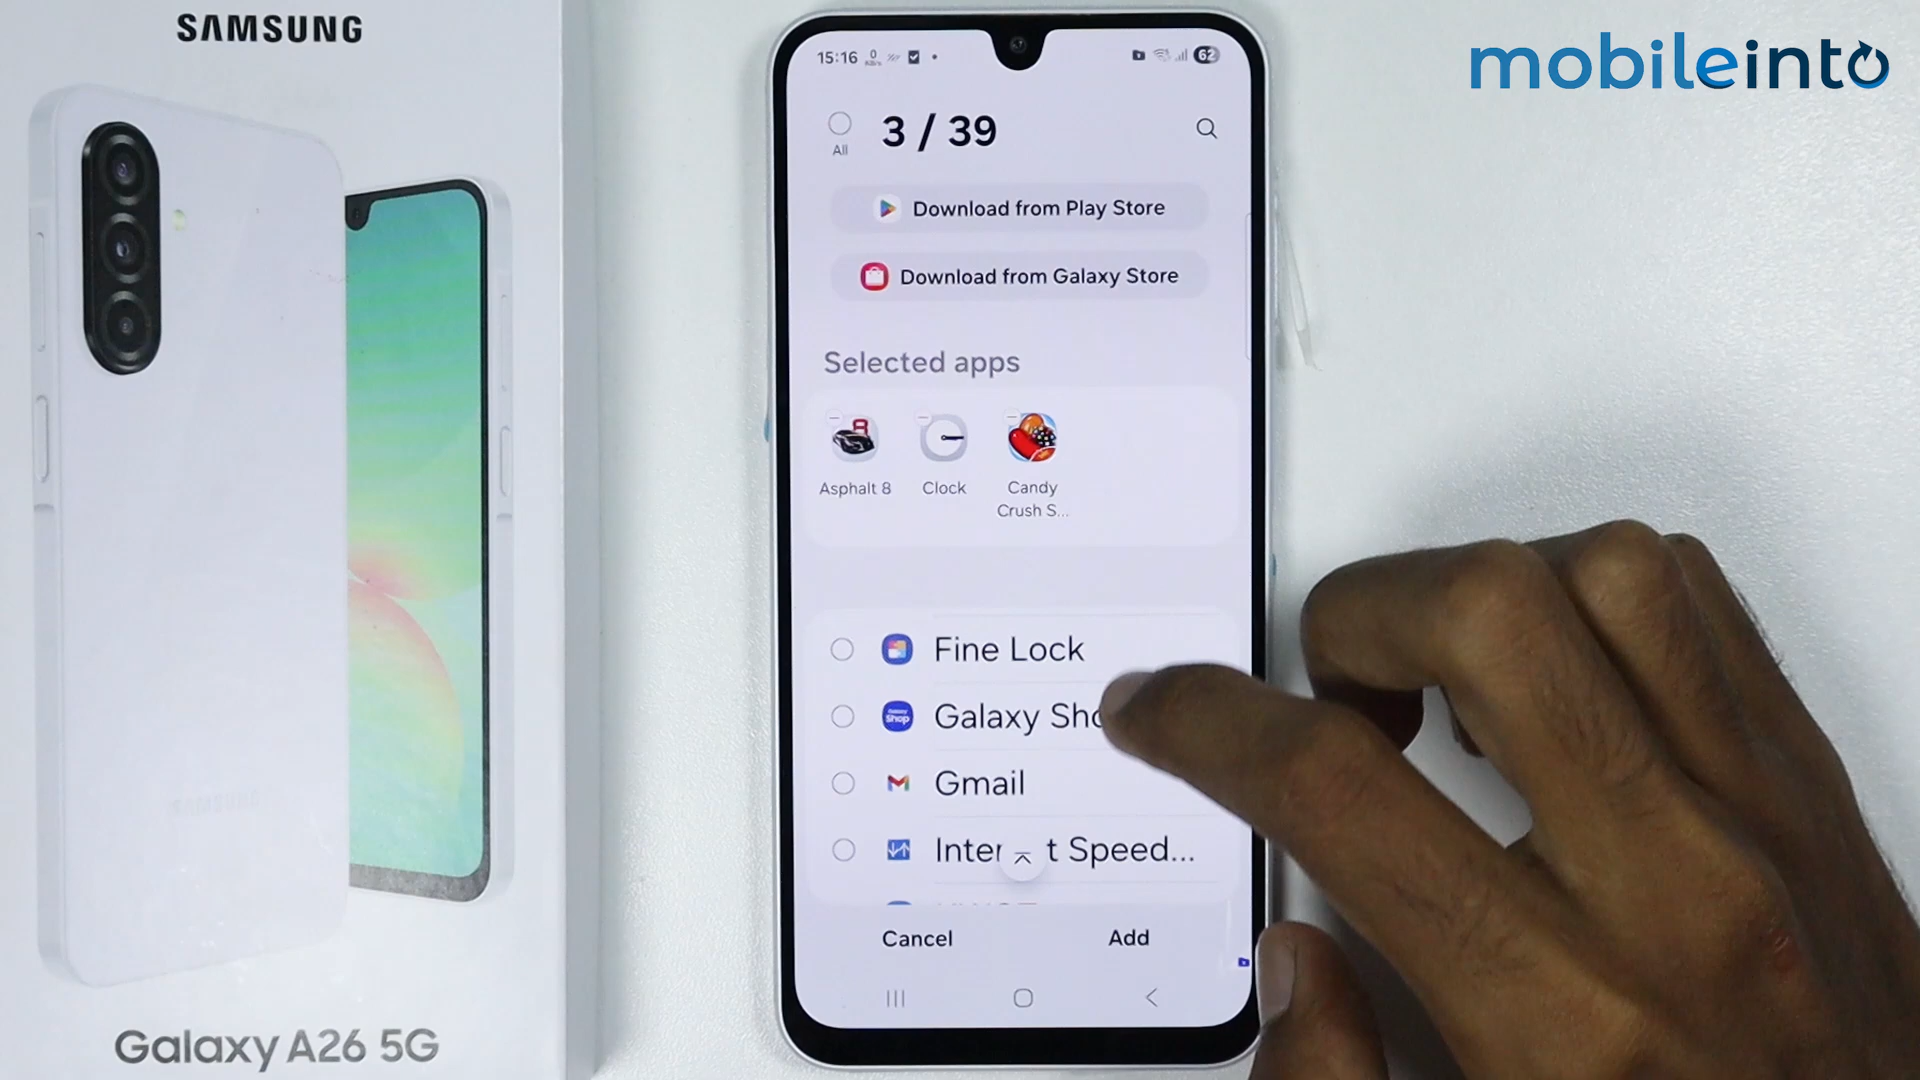 SAMSUNG
Galaxy A26 5G
mobileinto
15:16
62
All
3 / 39
Download from Play Store
Download from Galaxy Store
Selected apps
Asphalt 8
Clock
Candy
Crush S...
Fine Lock
Galaxy Sho
Gmail
Inter t Speed...
Cancel
Add